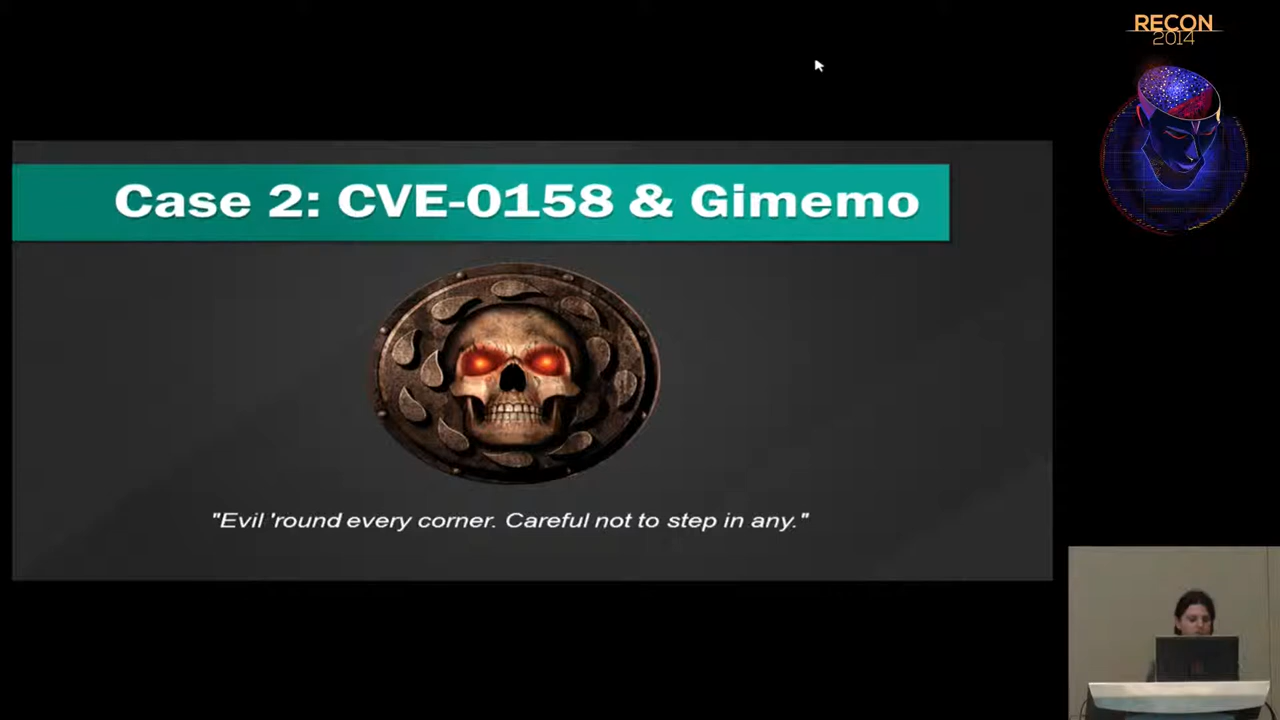 RECON
2014
Case 2: CVE-0158 & Gimemo
"Evil 'round every corner. Careful not to step in any."